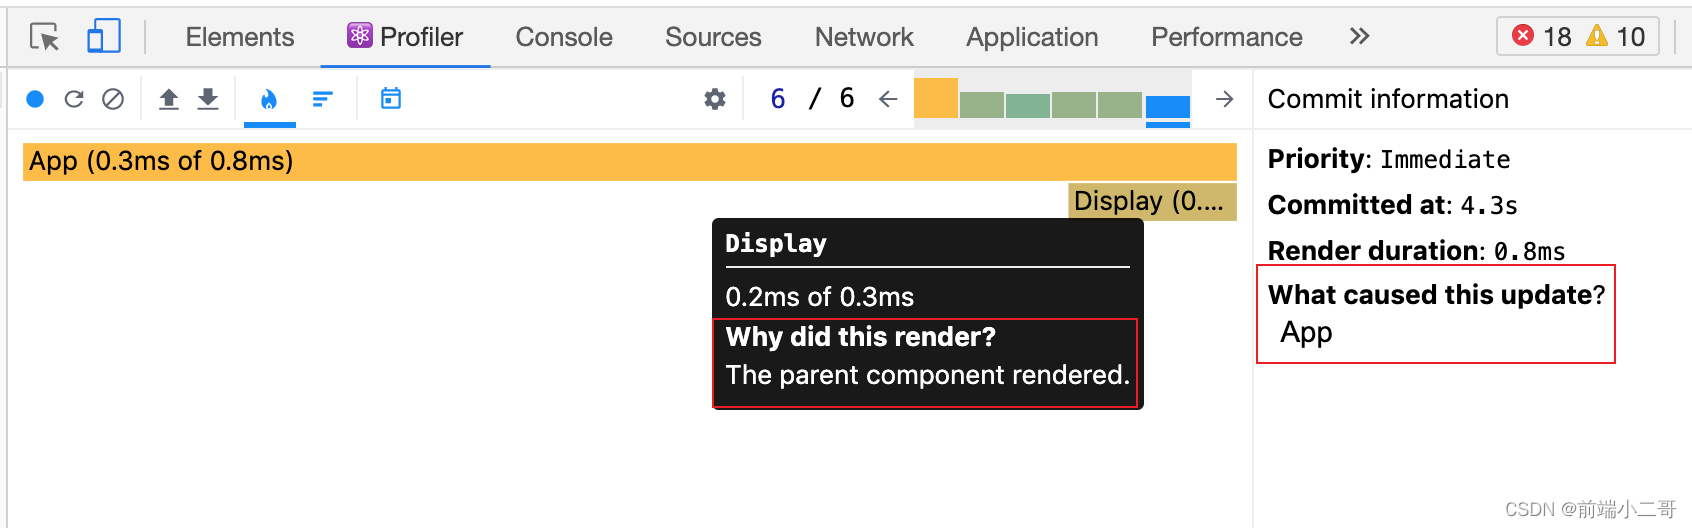 Elements Profiler Console Sources Network Application Performance 18 10
6 / 6
Commit information
App (0.3ms of 0.8ms)
Display (0....
Display
0.2ms of 0.3ms
Why did this render?
The parent component rendered.
Priority: Immediate
Committed at: 4.3s
Render duration: 0.8ms
What caused this update?
App
CSDN @前端小二哥